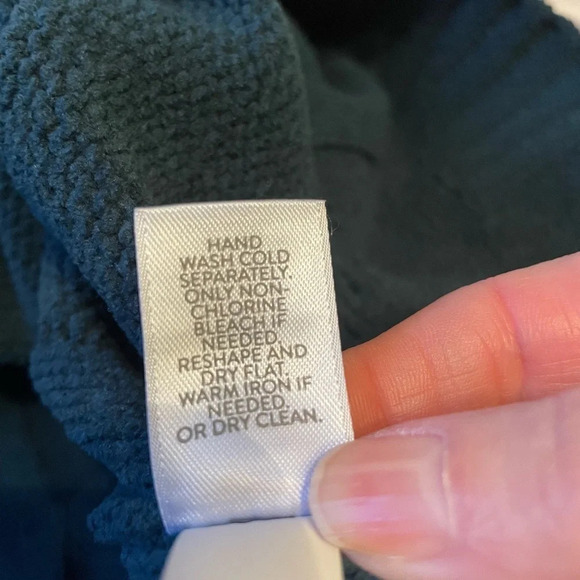 HAND
WASH COLD
SEPARATELY.
ONLY NON-
CHLORINE
BLEACH IF
NEEDED.
RESHAPE AND
DRY FLAT.
WARM IRON IF
NEEDED.
OR DRY CLEAN.